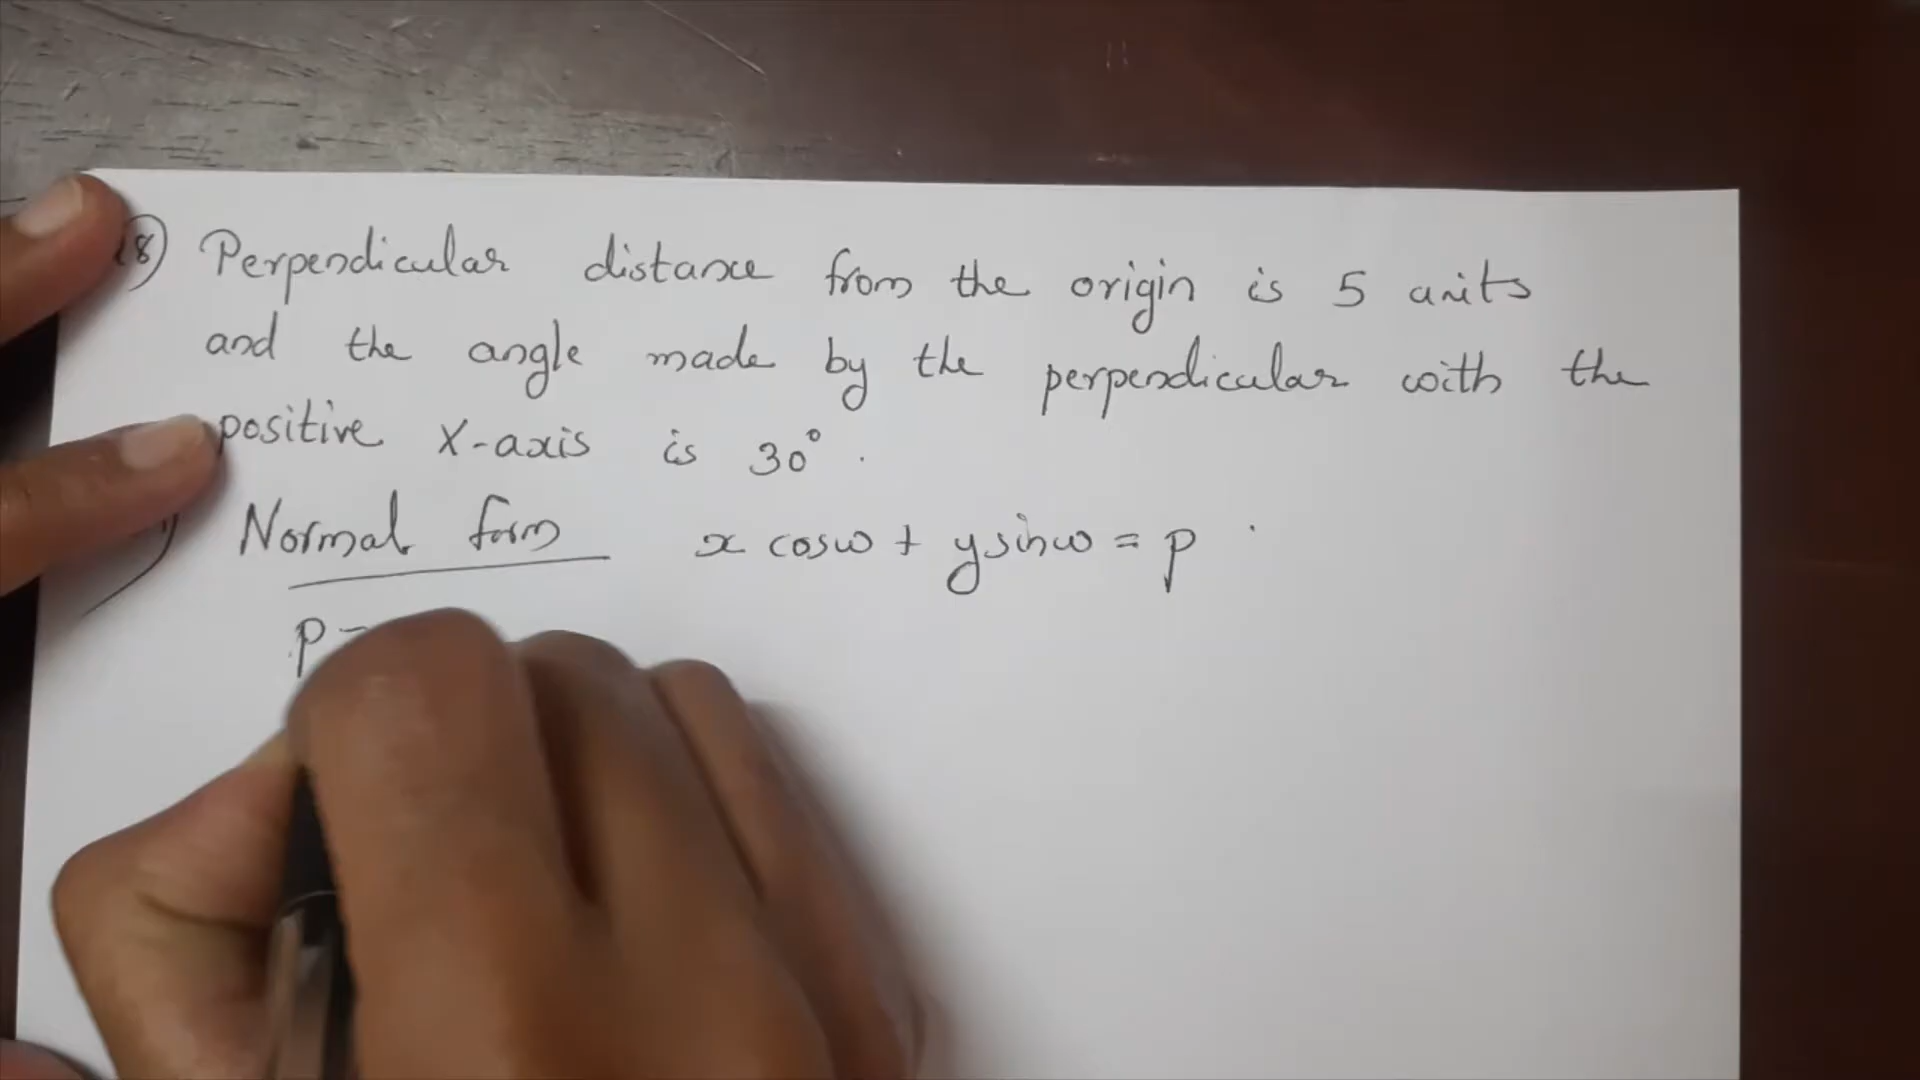 8) Perpendicular distance from the origin is 5 units
and the angle made by the perpendicular with the
positive X-axis is 30° .
Normal form x cosω + y sinω = p .
p =